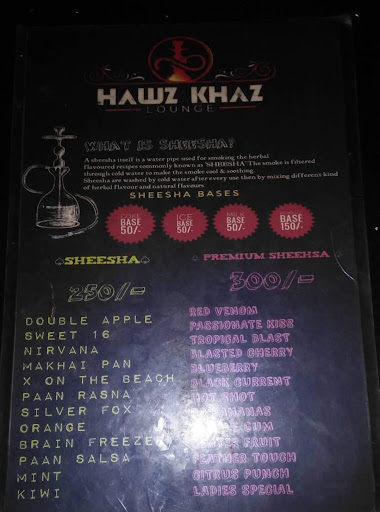 HAWZ KHAZ
LOUNGE
WHAT IS SHEESHA?
A sheesha itself is a water pipe used for smoking the herbal
flavoured recipes commonly known as 'SHEESHA'. The smoke is filtered
through cold water to make the smoke cool & soothing.
Sheesha are washed by cold water after every use then by mixing different kind
of herbal flavour and natural flavours
SHEESHA BASES
BASE
50/-
ICE
BASE
50/-
MILK
BASE
50/-
BASE
150/-
SHEESHA
250/-
DOUBLE APPLE
SWEET 16
NIRVANA
MAKHAI PAN
X ON THE BEACH
PAAN RASNA
SILVER FOX
ORANGE
BRAIN FREEZE
PAAN SALSA
MINT
KIWI
PREMIUM SHEEHSA
300/-
RED VENOM
PASSIONATE KISS
TROPICAL BLAST
BLASTED CHERRY
BLUEBERRY
BLACK CURRENT
HOT SHOT
BANANAS
GUM
FRUIT
FEATHER TOUCH
CITRUS PUNCH
LADIES SPECIAL